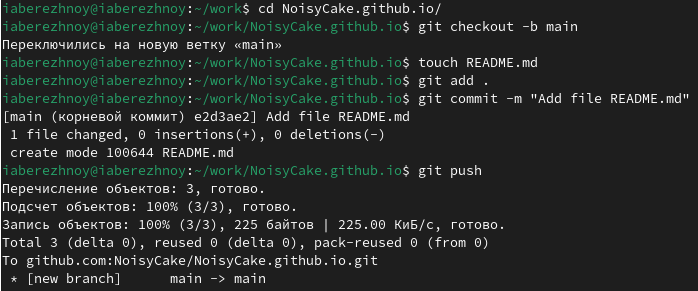 iaberezhnoy@iaberezhnoy:~/work$ cd NoisyCake.github.io/
iaberezhnoy@iaberezhnoy:~/work/NoisyCake.github.io$ git checkout -b main
Переключились на новую ветку «main»
iaberezhnoy@iaberezhnoy:~/work/NoisyCake.github.io$ touch README.md
iaberezhnoy@iaberezhnoy:~/work/NoisyCake.github.io$ git add .
iaberezhnoy@iaberezhnoy:~/work/NoisyCake.github.io$ git commit -m "Add file README.md"
[main (корневой коммит) e2d3ae2] Add file README.md
 1 file changed, 0 insertions(+), 0 deletions(-)
 create mode 100644 README.md
iaberezhnoy@iaberezhnoy:~/work/NoisyCake.github.io$ git push
Перечисление объектов: 3, готово.
Подсчет объектов: 100% (3/3), готово.
Запись объектов: 100% (3/3), 225 байтов | 225.00 КиБ/с, готово.
Total 3 (delta 0), reused 0 (delta 0), pack-reused 0 (from 0)
To github.com:NoisyCake/NoisyCake.github.io.git
 * [new branch]      main -> main